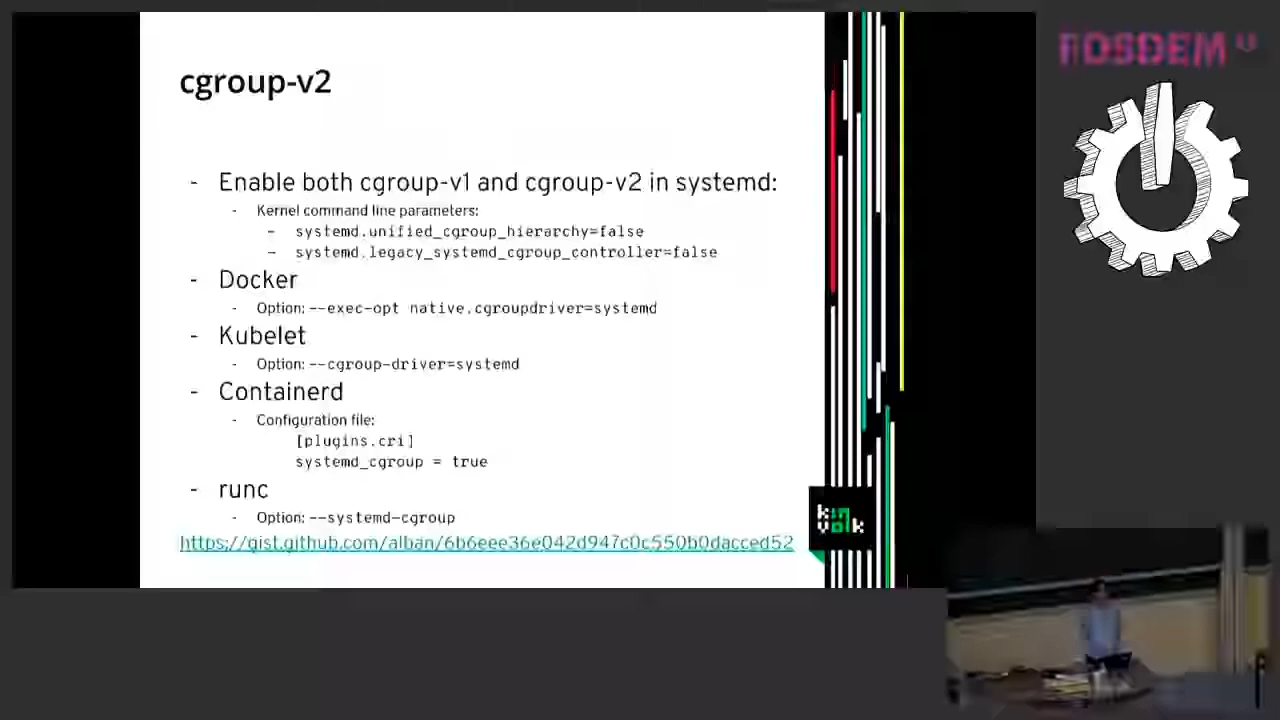 FOSDEM
cgroup-v2
- Enable both cgroup-v1 and cgroup-v2 in systemd:
- Kernel command line parameters:
- systemd.unified_cgroup_hierarchy=false
- systemd.legacy_systemd_cgroup_controller=false
- Docker
- Option: --exec-opt native.cgroupdriver=systemd
- Kubelet
- Option: --cgroup-driver=systemd
- Containerd
- Configuration file:
[plugins.cri]
systemd_cgroup = true
- runc
- Option: --systemd-cgroup
https://gist.github.com/alban/6b6eee36e042d947c0c550b0dacced52
kin
volk